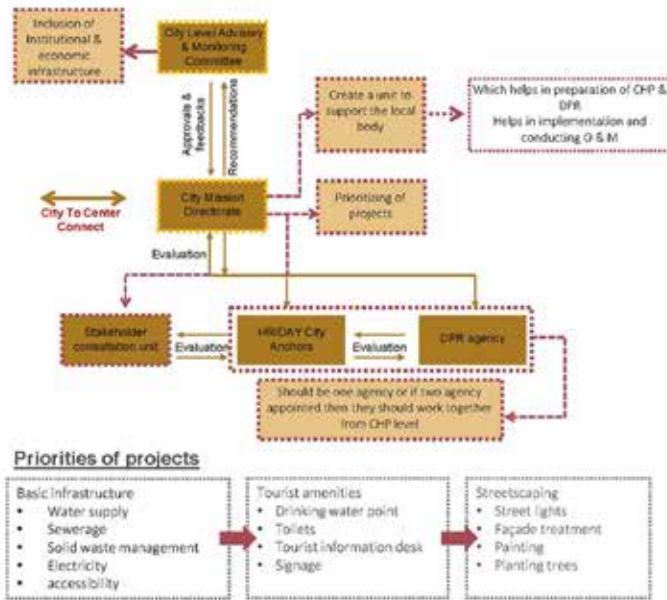 Inclusion of
Institutional &
economic
infrastructure
City Level Advisory
& Monitoring
Committee
Approvals &
feedbacks
Recommendations
Create a unit to
support the local
body
Which helps in preparation of CHP &
DPR
Helps in implementation and
conducting O & M
City To Center
Connect
City Mission
Directorate
Prioritizing of
projects
Evaluation
Stakeholder
consultation unit
Evaluation
HRIDAY City
Anchors
Evaluation
DPR agency
Should be one agency or if two agency
appointed then they should work together
from CHP level
Priorities of projects
Basic infrastructure
• Water supply
• Sewerage
• Solid waste management
• Electricity
• accessibility
Tourist amenities
• Drinking water point
• Toilets
• Tourist information desk
• Signage
Streetscaping
• Street lights
• Façade treatment
• Painting
• Planting trees